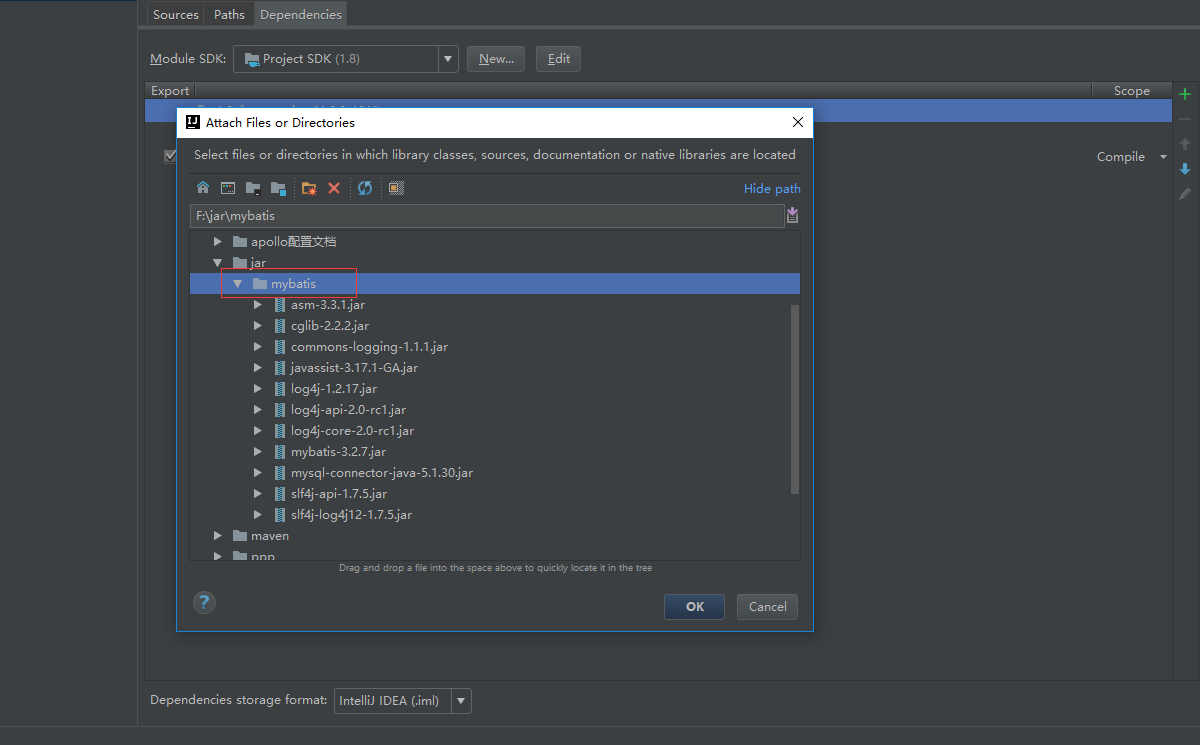 Sources Paths Dependencies
Module SDK: Project SDK (1.8) New... Edit
Export Scope
Attach Files or Directories
Select files or directories in which library classes, sources, documentation or native libraries are located
Hide path
F:\jar\mybatis
apollo配置文档
jar
mybatis
asm-3.3.1.jar
cglib-2.2.2.jar
commons-logging-1.1.1.jar
javassist-3.17.1-GA.jar
log4j-1.2.17.jar
log4j-api-2.0-rc1.jar
log4j-core-2.0-rc1.jar
mybatis-3.2.7.jar
mysql-connector-java-5.1.30.jar
slf4j-api-1.7.5.jar
slf4j-log4j12-1.7.5.jar
maven
ppp
Drag and drop a file into the space above to quickly locate it in the tree
? OK Cancel
Compile
Dependencies storage format: IntelliJ IDEA (.iml)